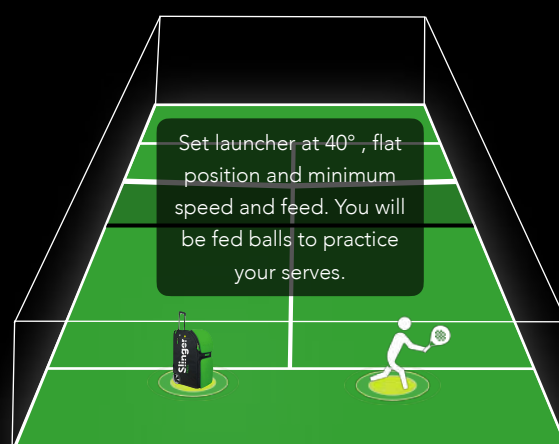 Set launcher at 40° , flat
position and minimum
speed and feed. You will
be fed balls to practice
your serves.
Slinger